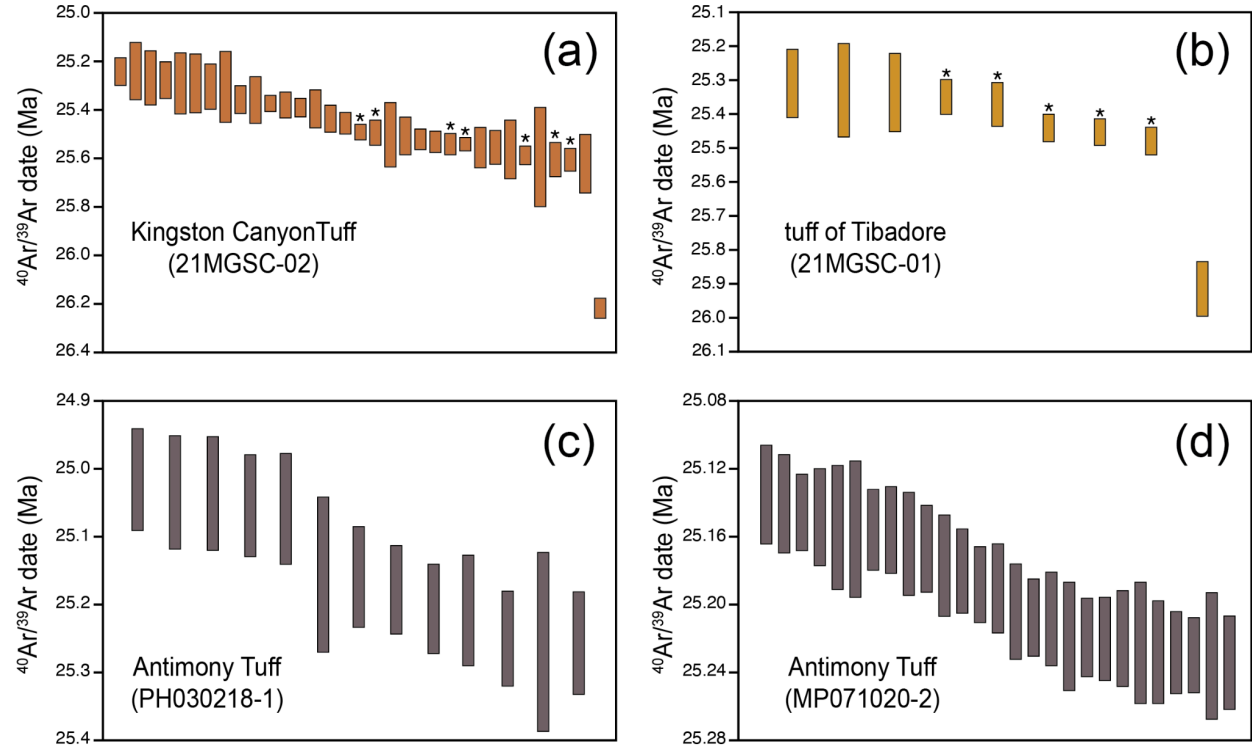 (a)
25.0
25.2
25.4
25.6
25.8
26.0
26.2
26.4
⁴⁰Ar/³⁹Ar date (Ma)
* * * * * * *
Kingston CanyonTuff
(21MGSC-02)
(b)
25.1
25.2
25.3
25.4
25.5
25.6
25.7
25.8
25.9
26.0
26.1
⁴⁰Ar/³⁹Ar date (Ma)
* * * * *
tuff of Tibadore
(21MGSC-01)
(c)
24.9
25.0
25.1
25.2
25.3
25.4
⁴⁰Ar/³⁹Ar date (Ma)
Antimony Tuff
(PH030218-1)
(d)
25.08
25.12
25.16
25.20
25.24
25.28
⁴⁰Ar/³⁹Ar date (Ma)
Antimony Tuff
(MP071020-2)